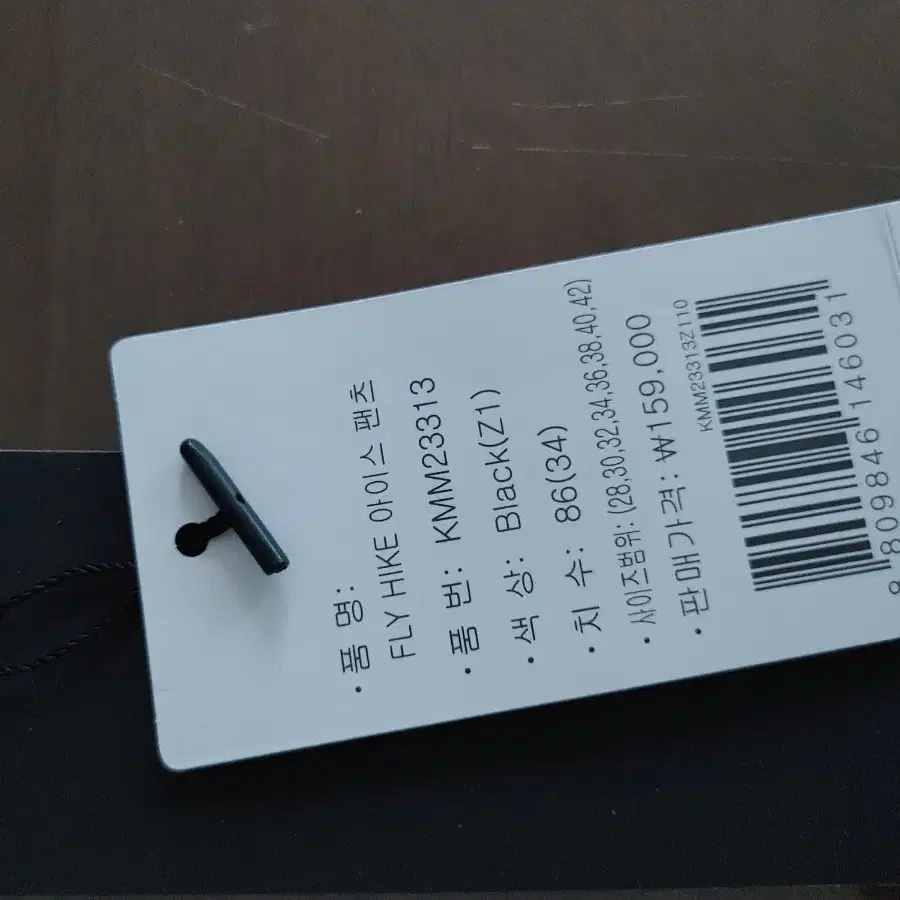 · 품 명:
FLY HIKE 아이스 팬츠
· 품 번: KMM23313
· 색 상: Black(Z1)
· 치 수: 86(34)
· 사이즈범위: (28,30,32,34,36,38,40,42)
· 판매가격: ₩159,000
KMM23313Z110
8 809846 146031